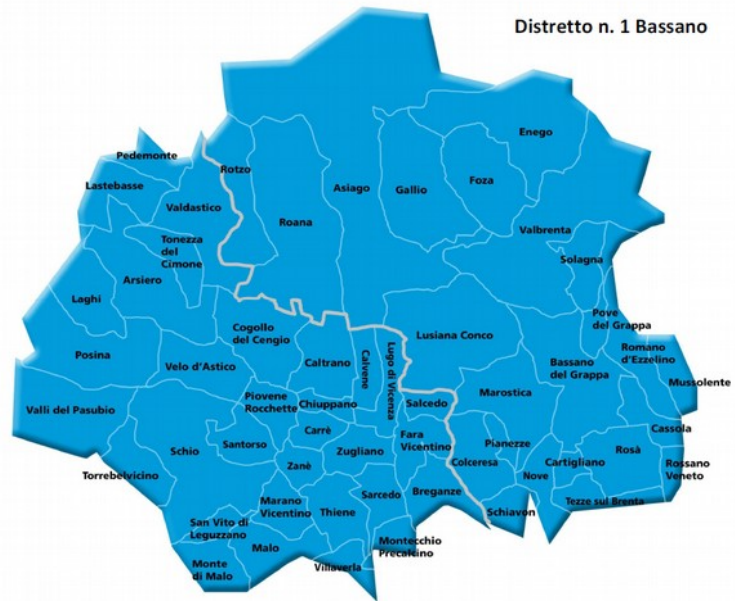 Distretto n. 1 Bassano
Enego
Pedemonte
Rotzo
Foza
Lastebasse
Asiago
Gallio
Valdastico
Roana
Valbrenta
Tonezza
del
Cimone
Solagna
Arsiero
Laghi
Pove
del Grappa
Cogollo
del Cengio
Lusiana Conco
Romano
d'Ezzelino
Posina
Velo d'Astico
Caltrano
Calvene
Lugo di Vicenza
Bassano
del Grappa
Mussolente
Marostica
Piovene
Rocchette
Chiuppano
Salcedo
Valli del Pasubio
Carrè
Cassola
Schio
Santorso
Zugliano
Fara
Vicentino
Pianezze
Rosà
Zanè
Colceresa
Cartigliano
Rossano
Veneto
Torrebelvicino
Nove
Marano
Vicentino
Thiene
Sarcedo
Breganze
Tezze sul Brenta
Schiavon
San Vito di
Leguzzano
Malo
Montecchio
Precalcino
Monte
di Malo
Villaverla